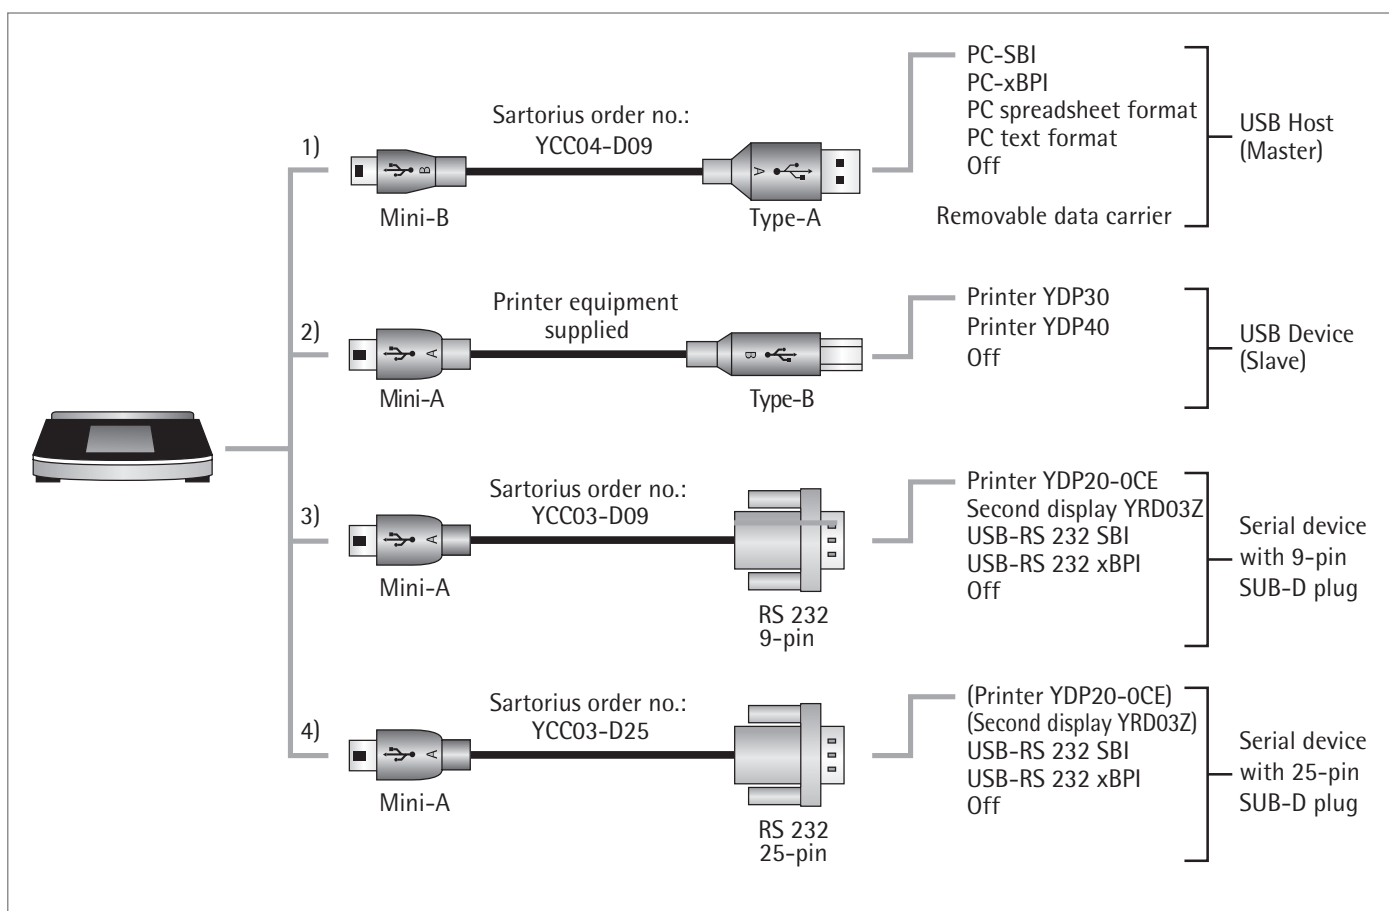 1)
Sartorius order no.:
YCC04-D09
B
A
Mini-B
Type-A
PC-SBI
PC-xBPI
PC spreadsheet format
PC text format
Off
Removable data carrier
USB Host
(Master)
2)
Printer equipment
supplied
A
B
Mini-A
Type-B
Printer YDP30
Printer YDP40
Off
USB Device
(Slave)
3)
Sartorius order no.:
YCC03-D09
A
Mini-A
RS 232
9-pin
Printer YDP20-0CE
Second display YRD03Z
USB-RS 232 SBI
USB-RS 232 xBPI
Off
Serial device
with 9-pin
SUB-D plug
4)
Sartorius order no.:
YCC03-D25
A
Mini-A
RS 232
25-pin
(Printer YDP20-0CE)
(Second display YRD03Z)
USB-RS 232 SBI
USB-RS 232 xBPI
Off
Serial device
with 25-pin
SUB-D plug